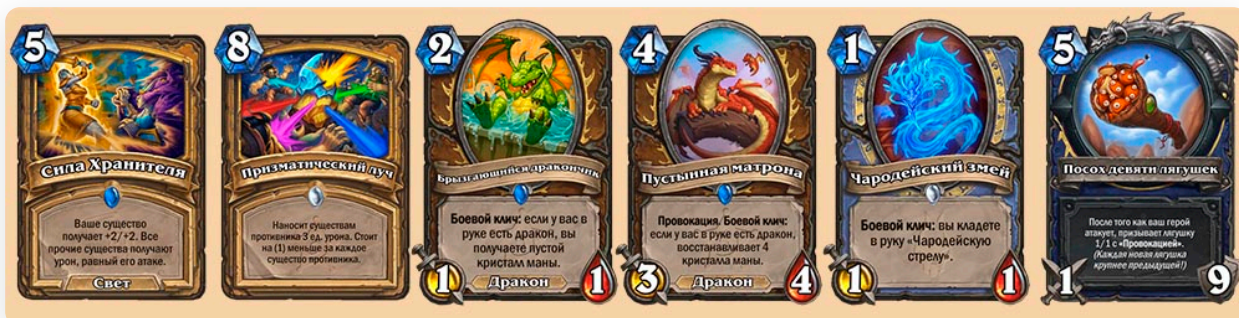 5
Сила Хранителя
Ваше существо
получает +2/+2. Все
прочие существа получают
урон, равный его атаке.
Свет
8
Призматический луч
Наносит существам
противника 3 ед. урона. Стоит
на (1) меньше за каждое
существо противника.
2
Брызгающийся дракончик
Боевой клич: если у вас в
руке есть дракон, вы
получаете пустой
кристалл маны.
1
Дракон
1
4
Пустынная матрона
Провокация. Боевой клич:
если у вас в руке есть дракон,
восстанавливает 4
кристалла маны.
3
Дракон
4
1
Чародейский змей
Боевой клич: вы кладете
в руку «Чародейскую
стрелу».
1
1
5
Посох девяти лягушек
После того как ваш герой
атакует, призывает лягушку
1/1 с «Провокацией».
(Каждая новая лягушка
крупнее предыдущей!)
1
9